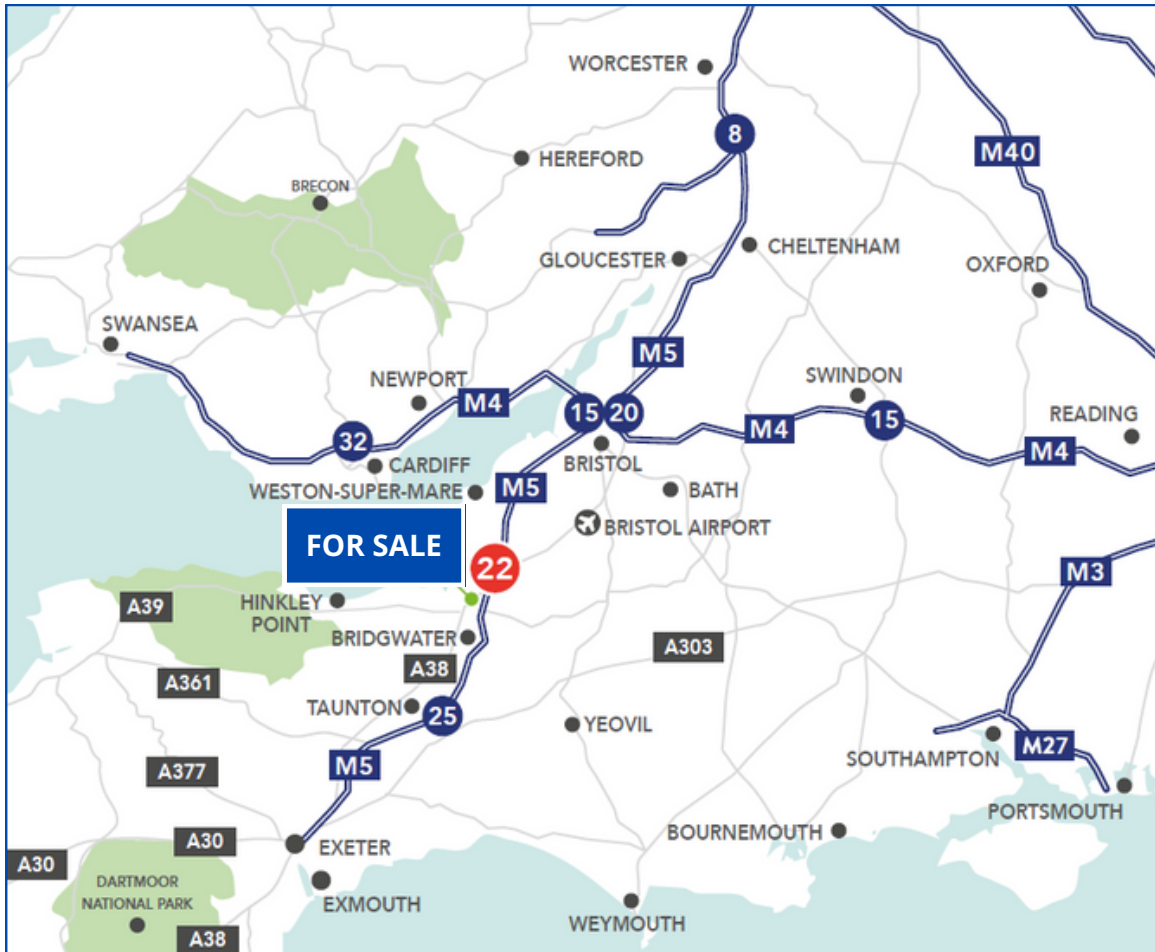 WORCESTER
8
HEREFORD
M40
BRECON
GLOUCESTER
CHELTENHAM
OXFORD
SWANSEA
M5
NEWPORT
M4
SWINDON
15
20
15
READING
32
M4
M4
BRISTOL
CARDIFF
WESTON-SUPER-MARE
M5
BATH
BRISTOL AIRPORT
FOR SALE
22
M3
A39
HINKLEY
POINT
BRIDGWATER
A303
A38
A361
TAUNTON
25
YEOVIL
M27
SOUTHAMPTON
M5
A377
PORTSMOUTH
BOURNEMOUTH
A30
EXETER
A30
DARTMOOR
NATIONAL PARK
EXMOUTH
WEYMOUTH
A38